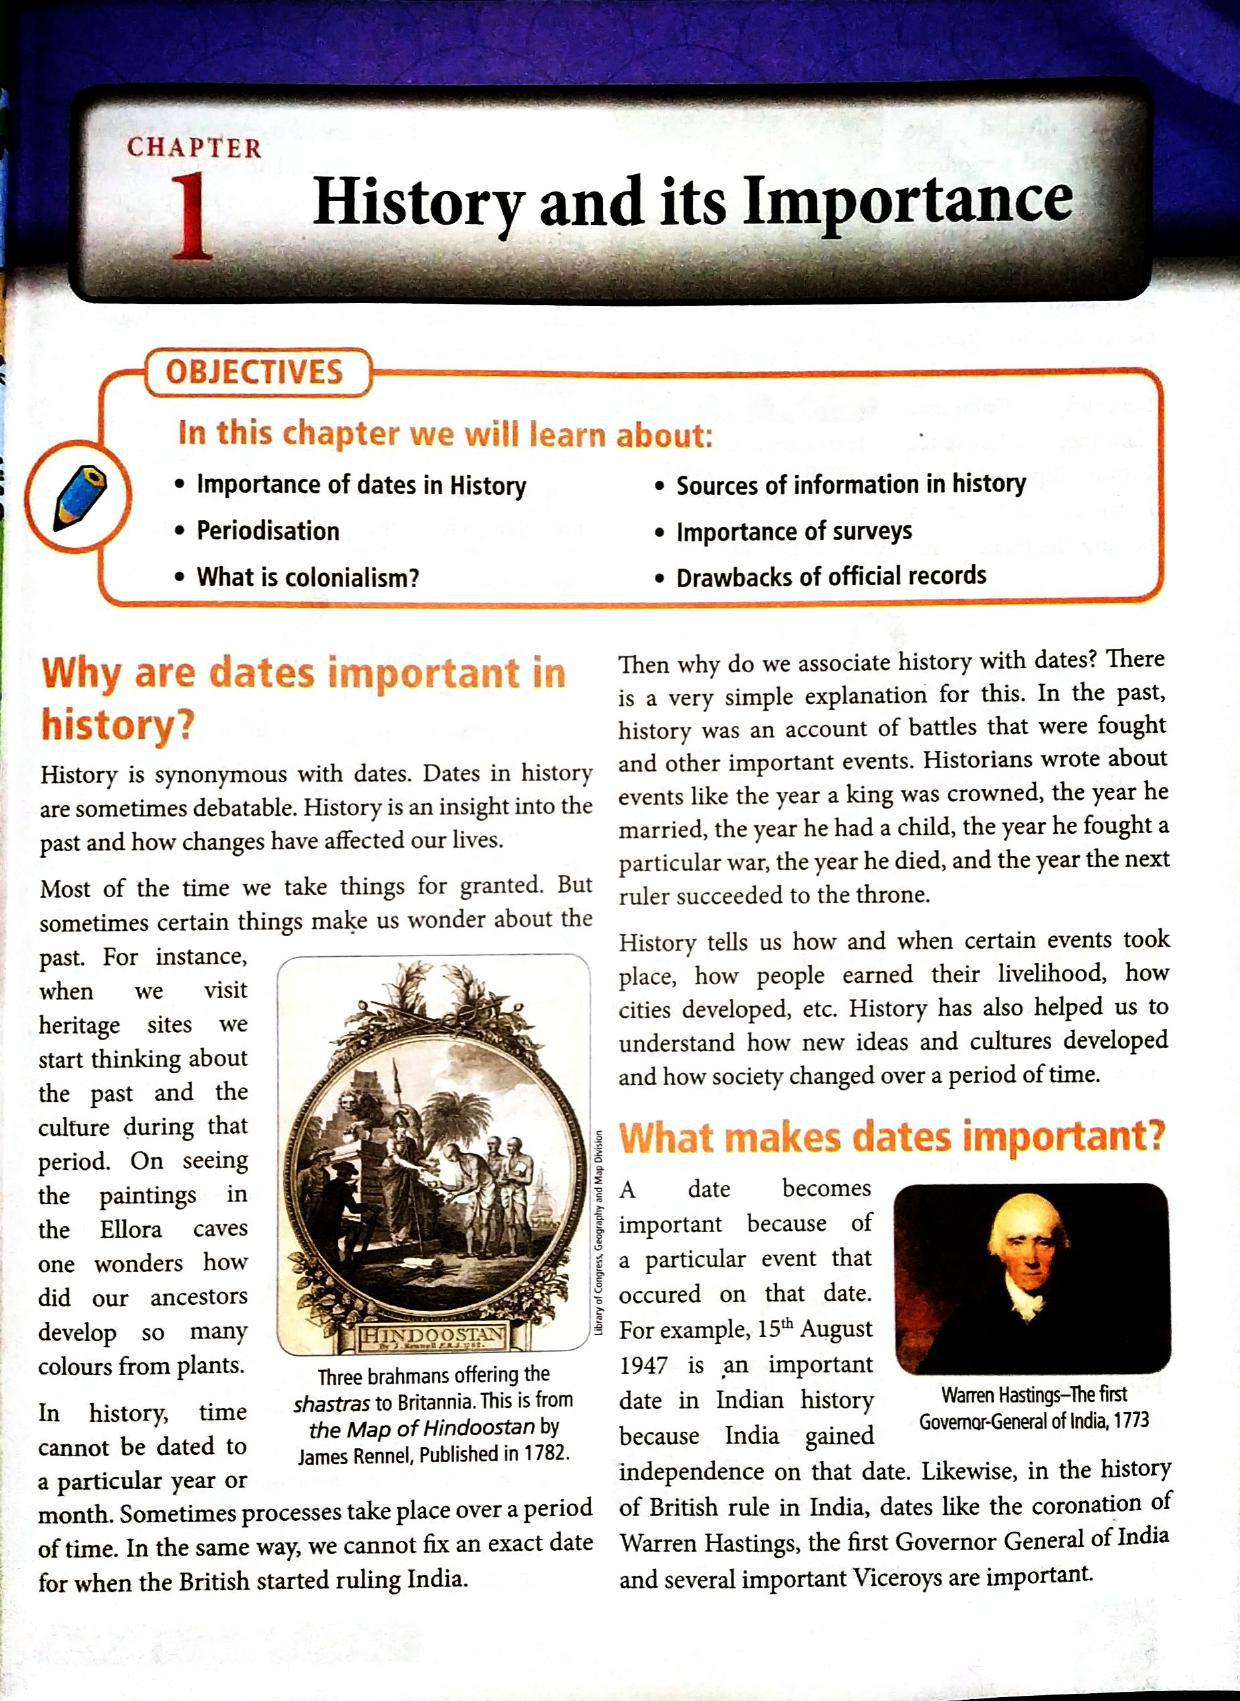 CHAPTER
1
History and its Importance
OBJECTIVES
In this chapter we will learn about:
• Importance of dates in History
• Periodisation
• What is colonialism?
• Sources of information in history
• Importance of surveys
• Drawbacks of official records
Why are dates important in
history?
History is synonymous with dates. Dates in history
are sometimes debatable. History is an insight into the
past and how changes have affected our lives.
Most of the time we take things for granted. But
sometimes certain things make us wonder about the
past. For instance,
when we visit
heritage sites we
start thinking about
the past and the
culture during that
period. On seeing
the paintings in
the Ellora caves
one wonders how
did our ancestors
develop so many
colours from plants.
In history, time
cannot be dated to
a particular year or
month. Sometimes processes take place over a period
of time. In the same way, we cannot fix an exact date
for when the British started ruling India.
HINDOOSTAN
By J. Rennell F.R.S. 1782.
Library of Congress, Geography and Map Division
Three brahmans offering the
shastras to Britannia. This is from
the Map of Hindoostan by
James Rennel, Published in 1782.
Then why do we associate history with dates? There
is a very simple explanation for this. In the past,
history was an account of battles that were fought
and other important events. Historians wrote about
events like the year a king was crowned, the year he
married, the year he had a child, the year he fought a
particular war, the year he died, and the year the next
ruler succeeded to the throne.
History tells us how and when certain events took
place, how people earned their livelihood, how
cities developed, etc. History has also helped us to
understand how new ideas and cultures developed
and how society changed over a period of time.
What makes dates important?
A date becomes
important because of
a particular event that
occured on that date.
For example, 15th August
1947 is an important
date in Indian history
because India gained
independence on that date. Likewise, in the history
of British rule in India, dates like the coronation of
Warren Hastings, the first Governor General of India
and several important Viceroys are important.
Warren Hastings–The first
Governor-General of India, 1773